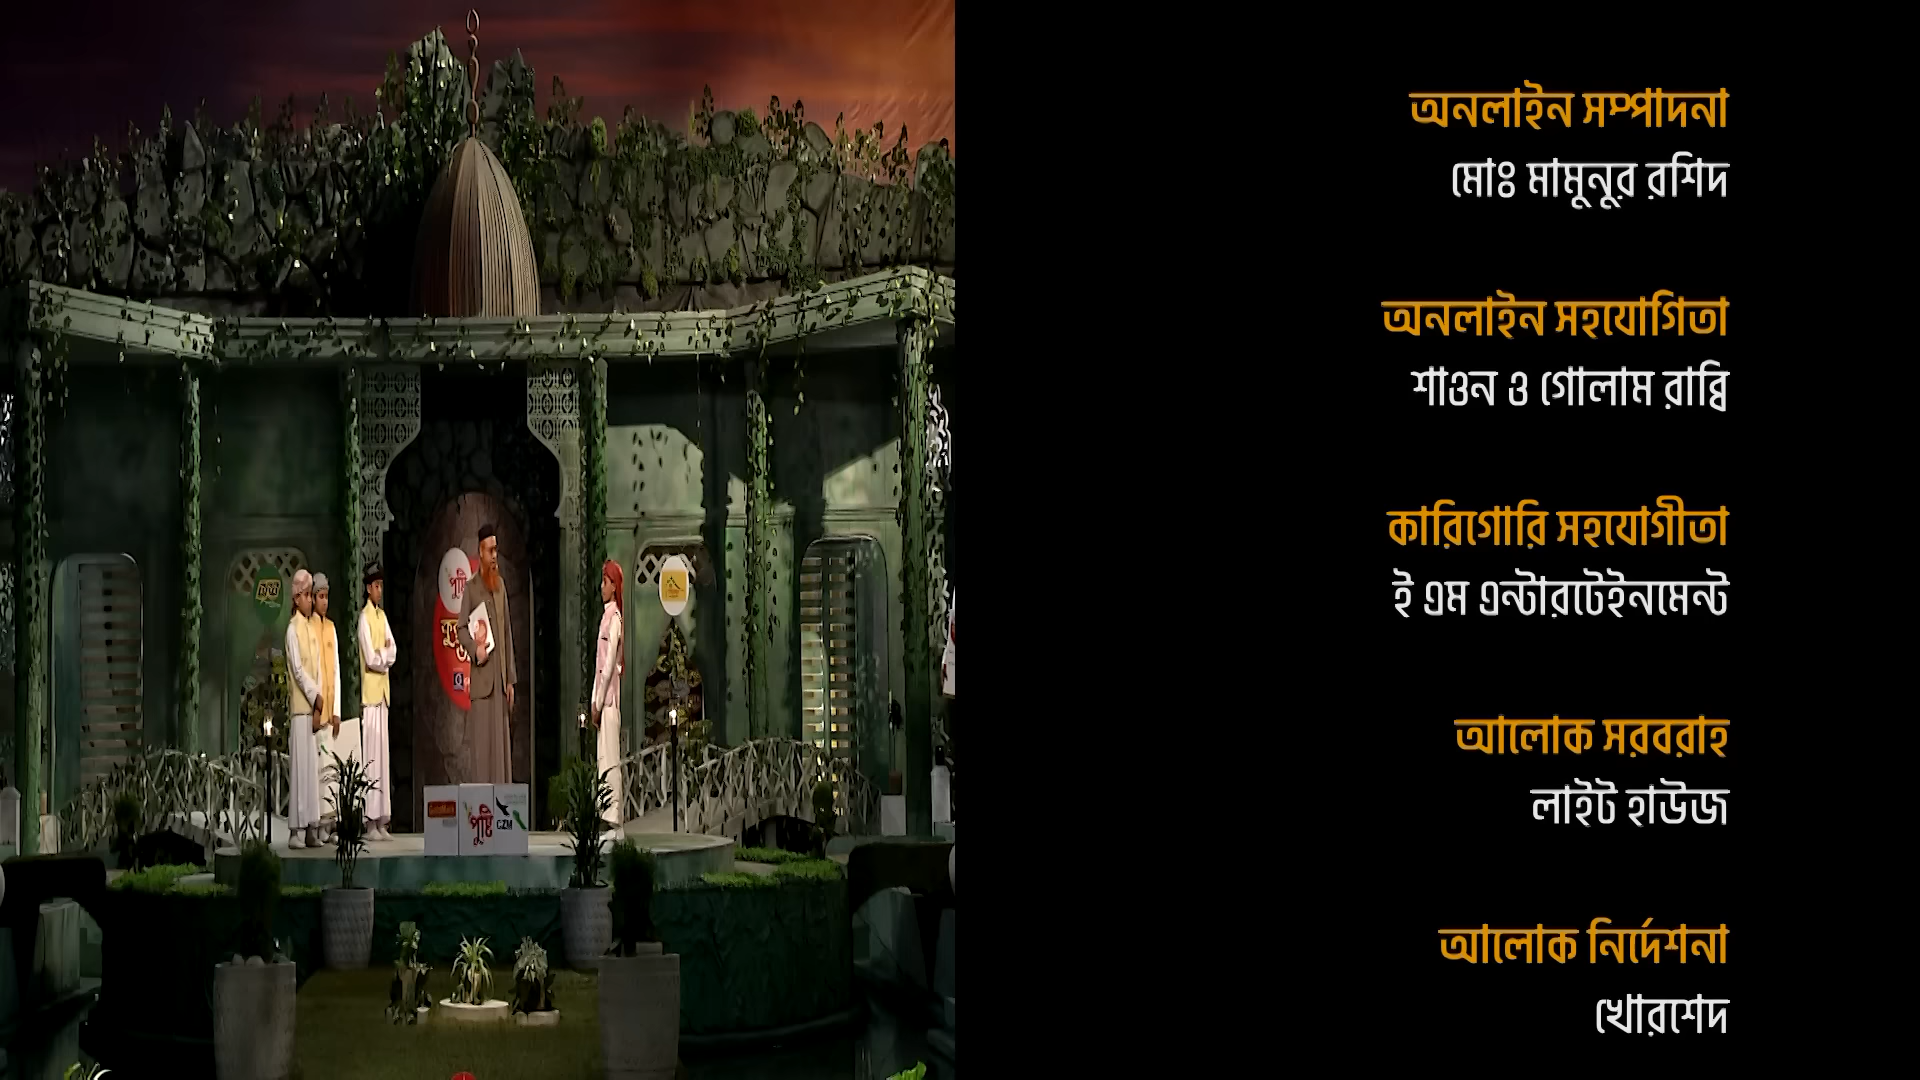 অনলাইন সম্পাদনা
মোঃ মামুনুর রশিদ
অনলাইন সহযোগিতা
শাওন ও গোলাম রাব্বি
কারিগোরি সহযোগীতা
ই এম এন্টারটেইনমেন্ট
আলোক সরবরাহ
লাইট হাউজ
আলোক নির্দেশনা
খোরশেদ
পুষ্টি
CZM